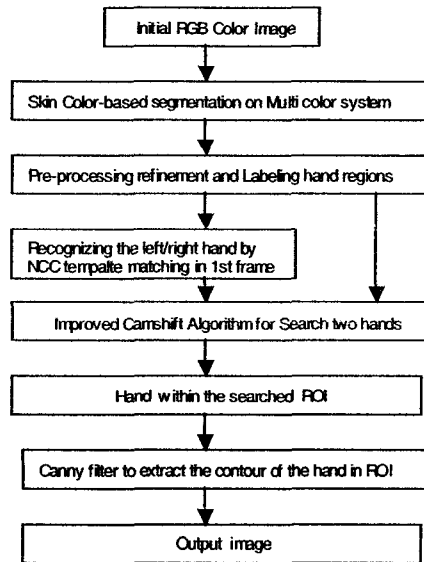 Initial RGB Color Image
Skin Color-based segmentation on Multi color system
Pre-processing refinement and Labeling hand regions
Recognizing the left/right hand by
NCC tempalte matching in 1st frame
Improved Camshift Algorithm for Search two hands
Hand within the searched ROI
Canny filter to extract the contour of the hand in ROI
Output image